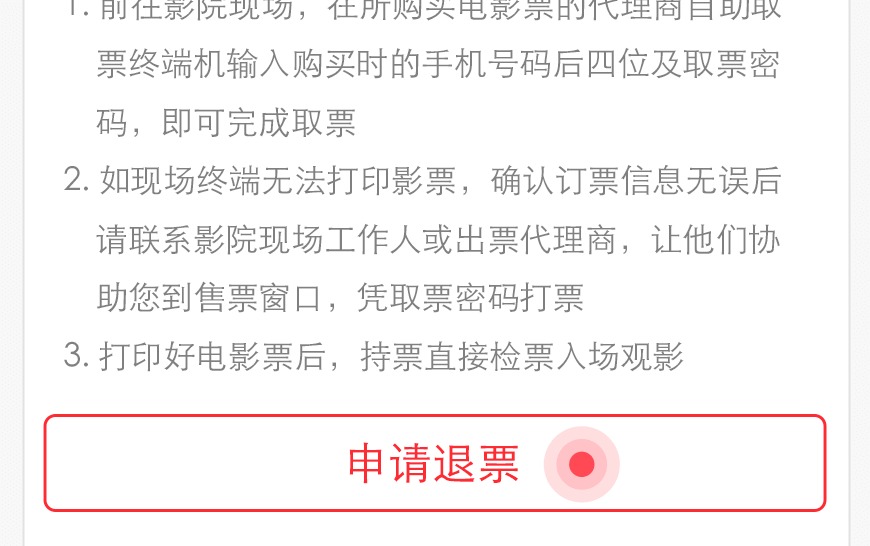 1. 前往影院现场，在所购买电影票的代理商自助取
票终端机输入购买时的手机号码后四位及取票密
码，即可完成取票
2. 如现场终端无法打印影票，确认订票信息无误后
请联系影院现场工作人或出票代理商，让他们协
助您到售票窗口，凭取票密码打票
3. 打印好电影票后，持票直接检票入场观影
申请退票